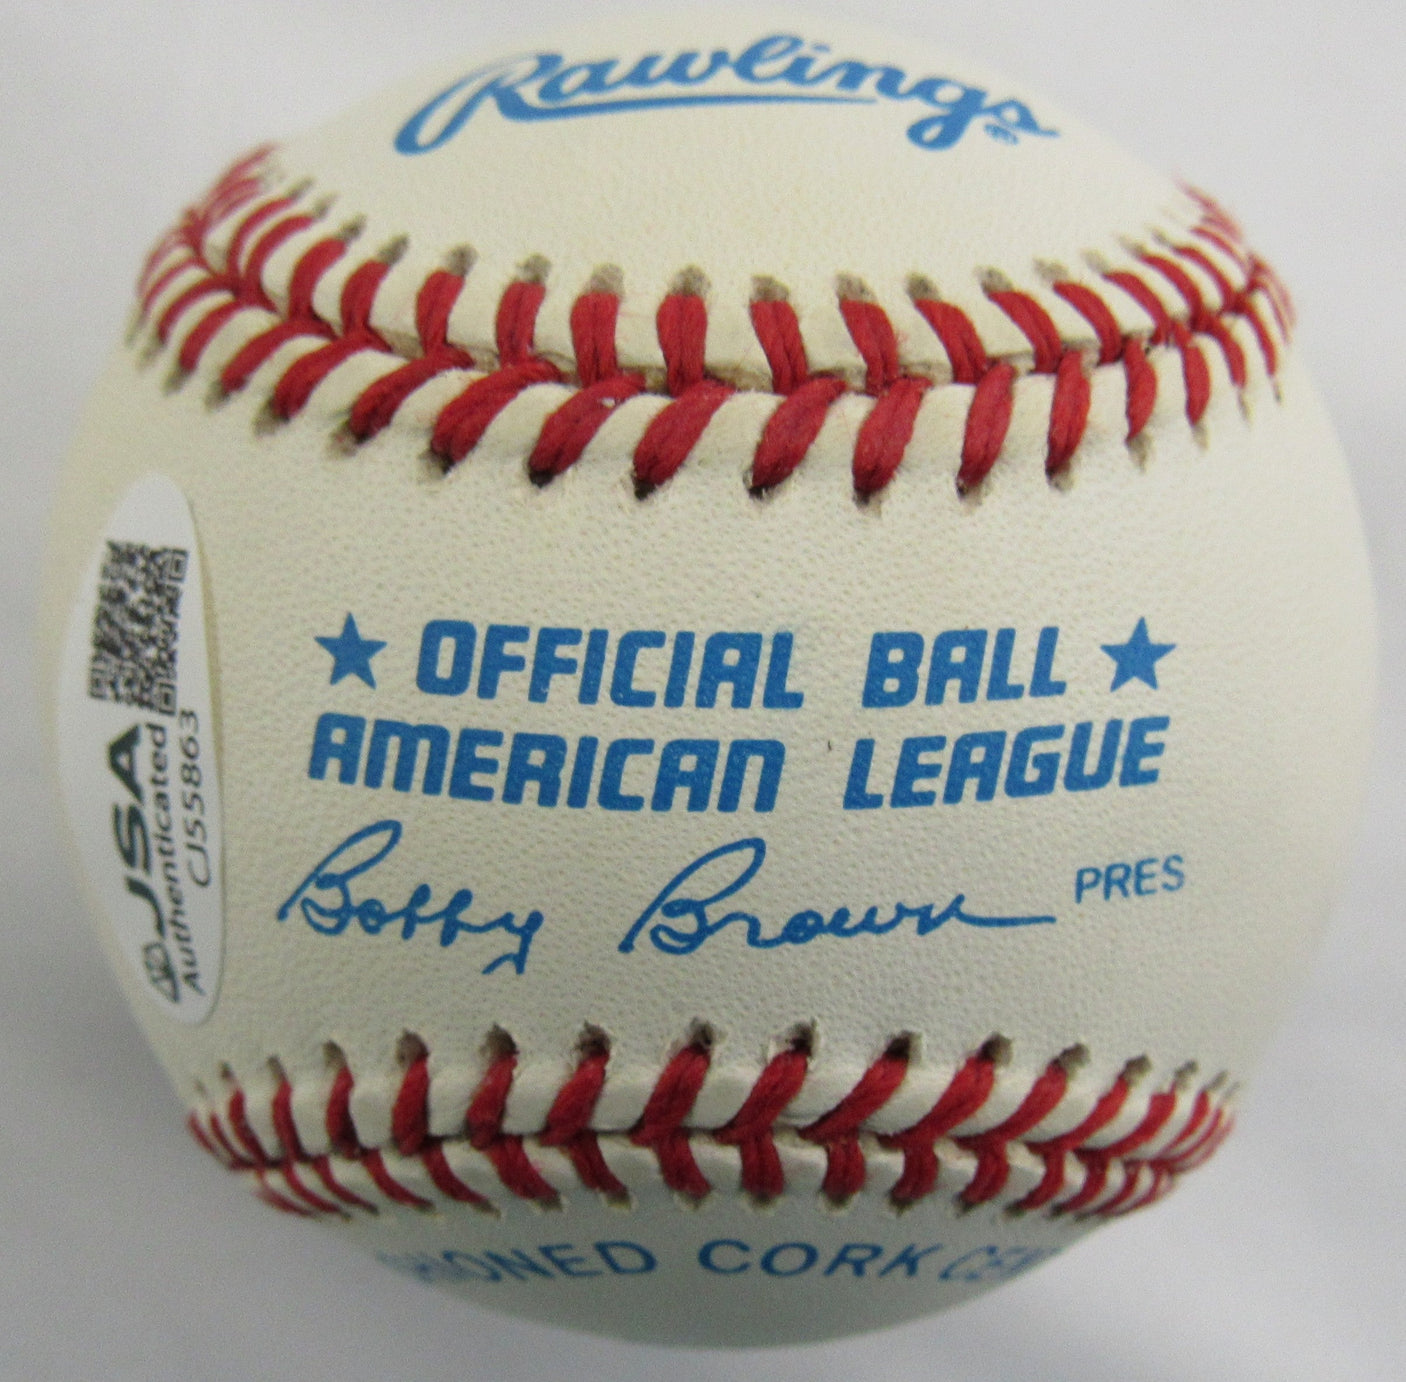 Rawlings
★ OFFICIAL BALL ★
AMERICAN LEAGUE
Bobby Brown PRES
CORK
JSA
Authenticated
CJ55863